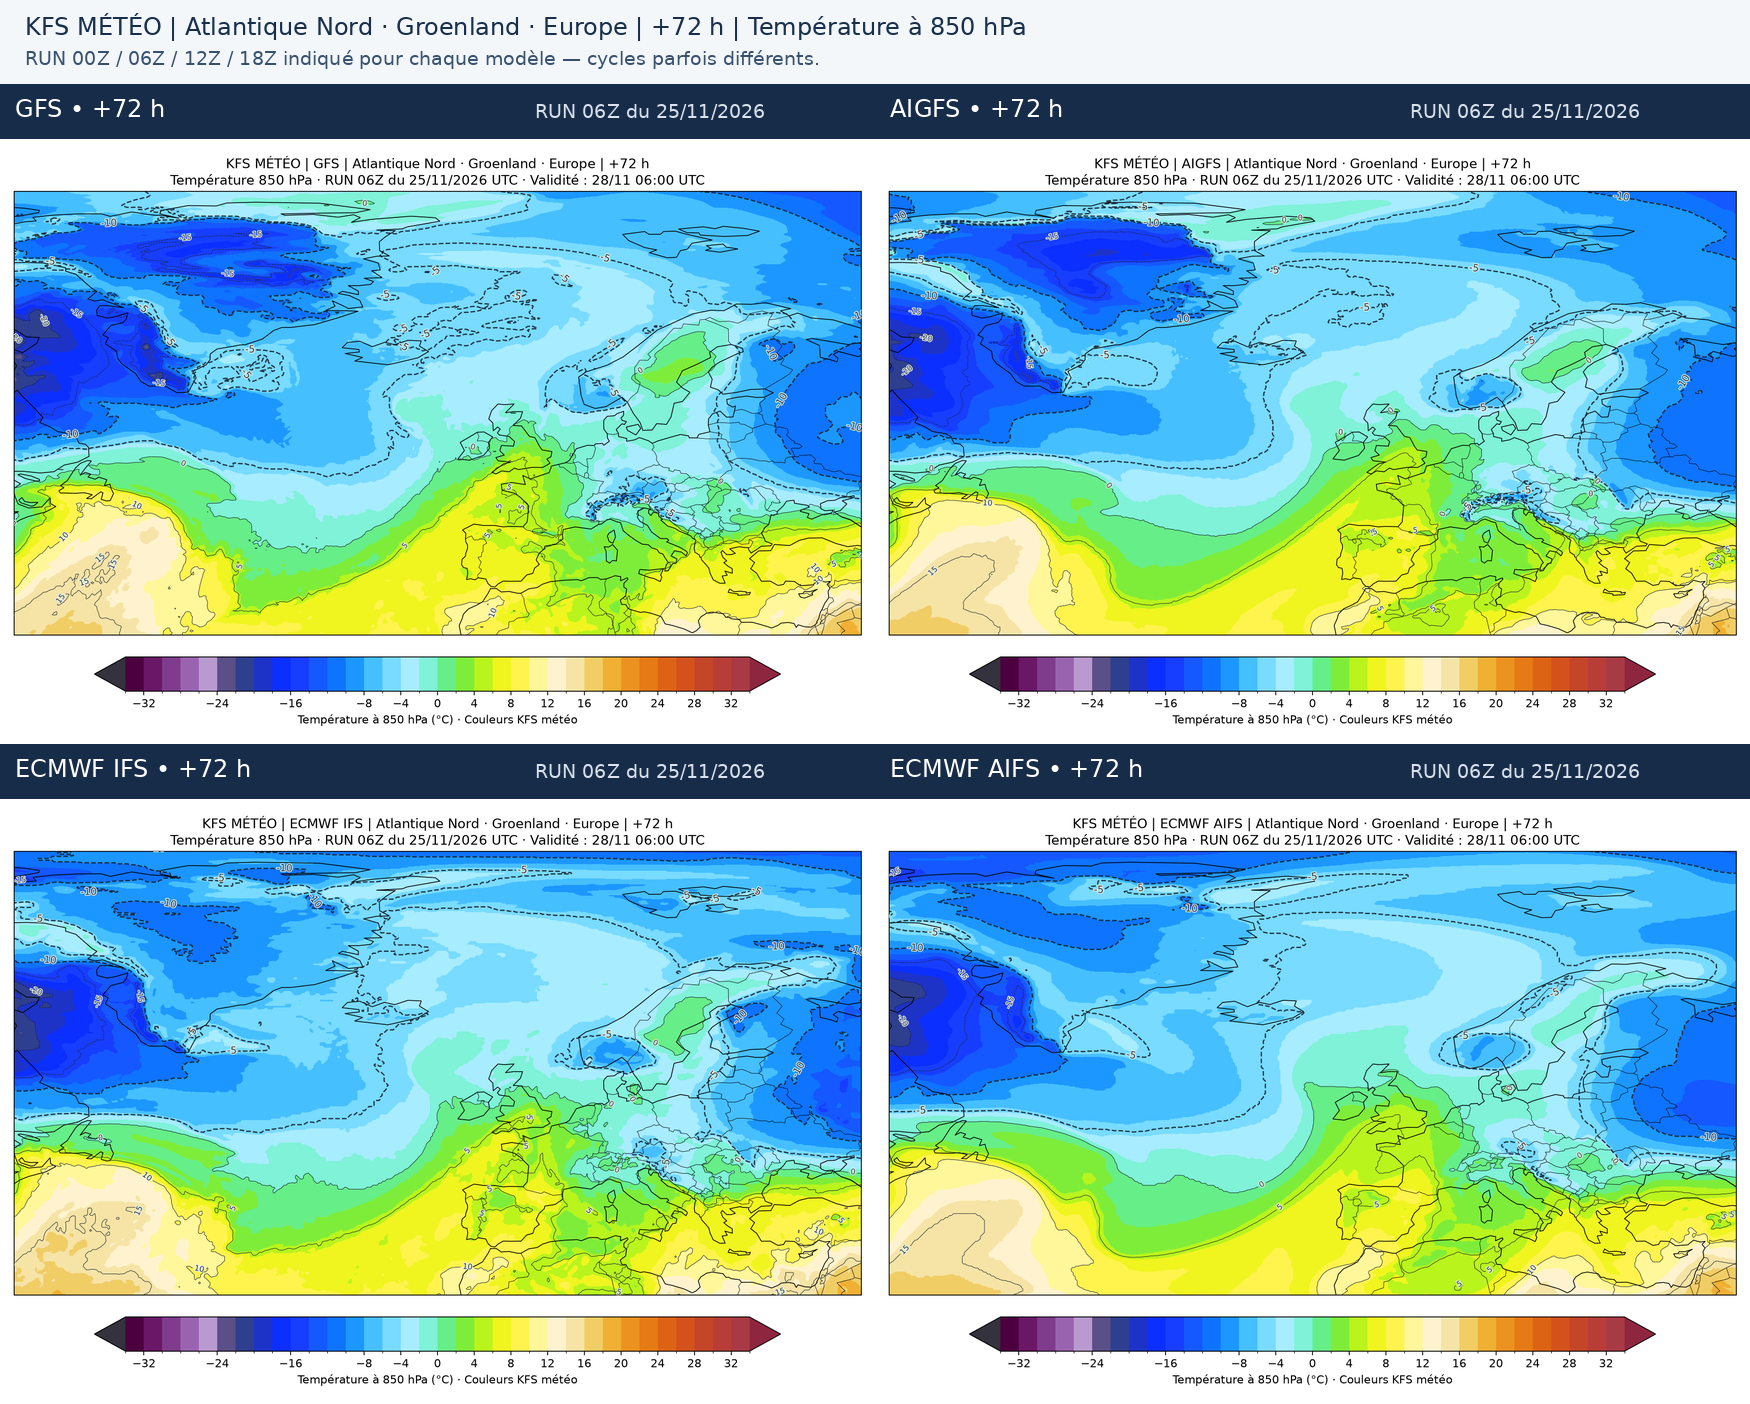 KFS MÉTÉO | Atlantique Nord · Groenland · Europe | +72 h | Température à 850 hPa
RUN 00Z / 06Z / 12Z / 18Z indiqué pour chaque modèle — cycles parfois différents.
GFS • +72 h
RUN 06Z du 25/11/2026
AIGFS • +72 h
RUN 06Z du 25/11/2026
KFS MÉTÉO | GFS | Atlantique Nord · Groenland · Europe | +72 h
Température 850 hPa · RUN 06Z du 25/11/2026 UTC · Validité : 28/11 06:00 UTC
KFS MÉTÉO | AIGFS | Atlantique Nord · Groenland · Europe | +72 h
Température 850 hPa · RUN 06Z du 25/11/2026 UTC · Validité : 28/11 06:00 UTC
−32 −24 −16 −8 −4 0 4 8 12 16 20 24 28 32
Température à 850 hPa (°C) · Couleurs KFS météo
−32 −24 −16 −8 −4 0 4 8 12 16 20 24 28 32
Température à 850 hPa (°C) · Couleurs KFS météo
ECMWF IFS • +72 h
RUN 06Z du 25/11/2026
ECMWF AIFS • +72 h
RUN 06Z du 25/11/2026
KFS MÉTÉO | ECMWF IFS | Atlantique Nord · Groenland · Europe | +72 h
Température 850 hPa · RUN 06Z du 25/11/2026 UTC · Validité : 28/11 06:00 UTC
KFS MÉTÉO | ECMWF AIFS | Atlantique Nord · Groenland · Europe | +72 h
Température 850 hPa · RUN 06Z du 25/11/2026 UTC · Validité : 28/11 06:00 UTC
−32 −24 −16 −8 −4 0 4 8 12 16 20 24 28 32
Température à 850 hPa (°C) · Couleurs KFS météo
−32 −24 −16 −8 −4 0 4 8 12 16 20 24 28 32
Température à 850 hPa (°C) · Couleurs KFS météo